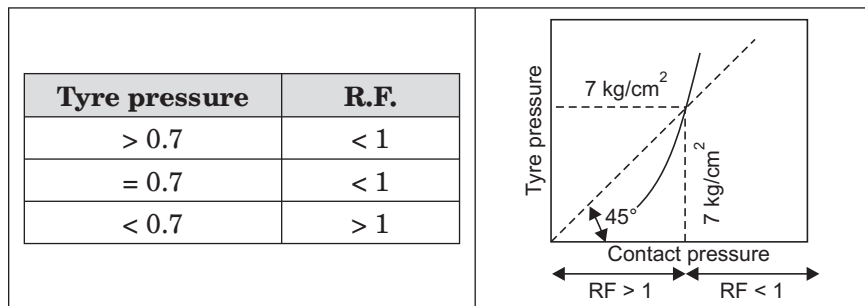 Tyre pressure R.F.
> 0.7 < 1
= 0.7 < 1
< 0.7 > 1
Tyre pressure
7 kg/cm²
7 kg/cm²
45°
Contact pressure
RF > 1 RF < 1